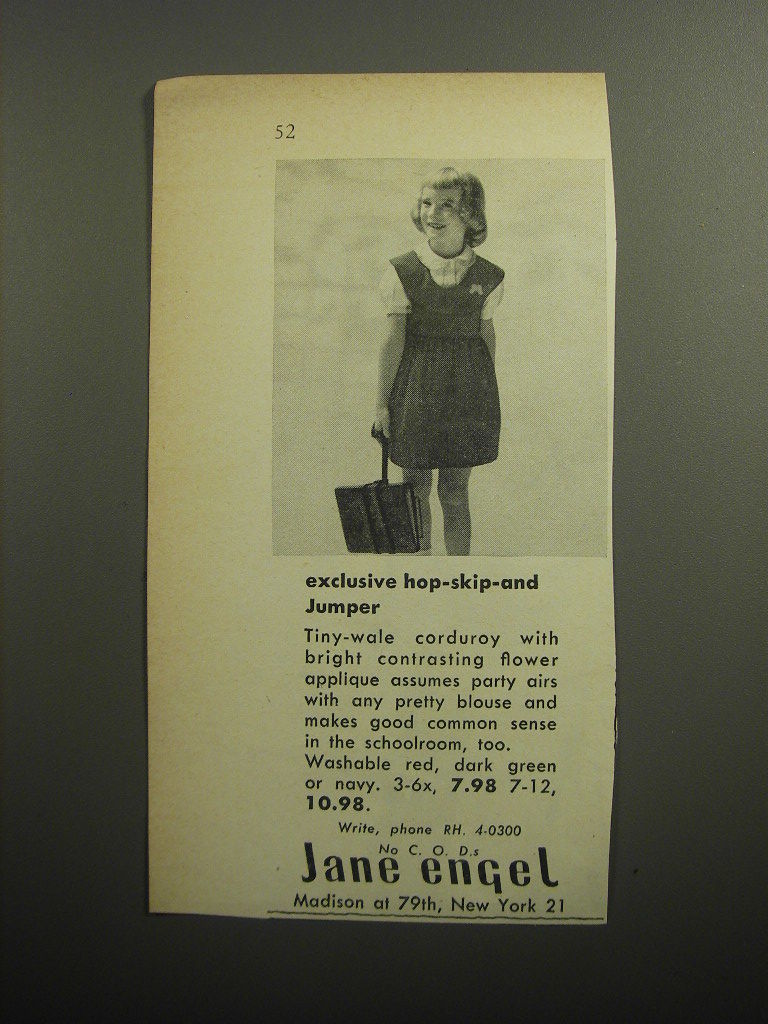 52
exclusive hop-skip-and
Jumper
Tiny-wale corduroy with
bright contrasting flower
applique assumes party airs
with any pretty blouse and
makes good common sense
in the schoolroom, too.
Washable red, dark green
or navy. 3-6x, 7.98 7-12,
10.98.
Write, phone RH. 4-0300
No C. O. D.s
Jane engel
Madison at 79th, New York 21